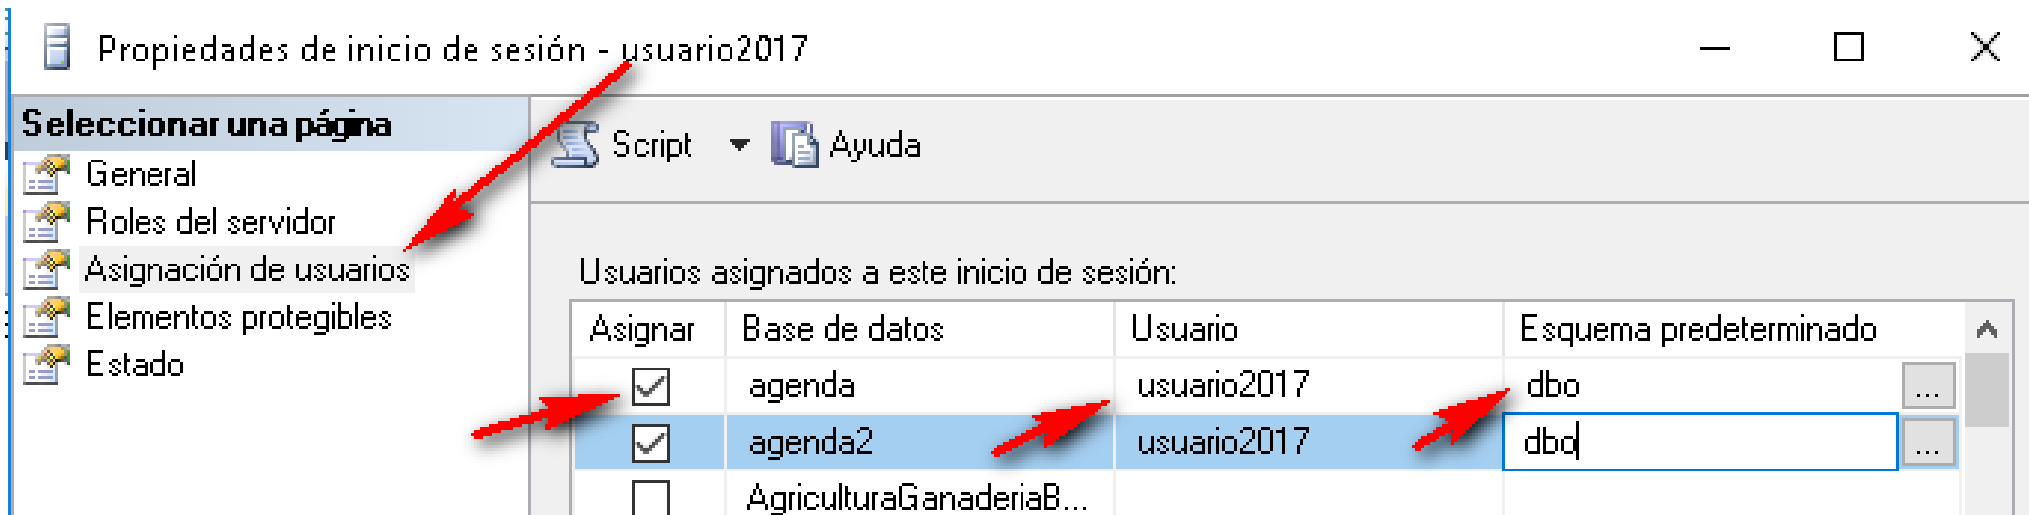 Propiedades de inicio de sesión - usuario2017
Seleccionar una página
General
Roles del servidor
Asignación de usuarios
Elementos protegibles
Estado
Script Ayuda
Usuarios asignados a este inicio de sesión:
Asignar Base de datos Usuario Esquema predeterminado
agenda usuario2017 dbo ...
agenda2 usuario2017 dbo ...
AgriculturaGanaderiaB...